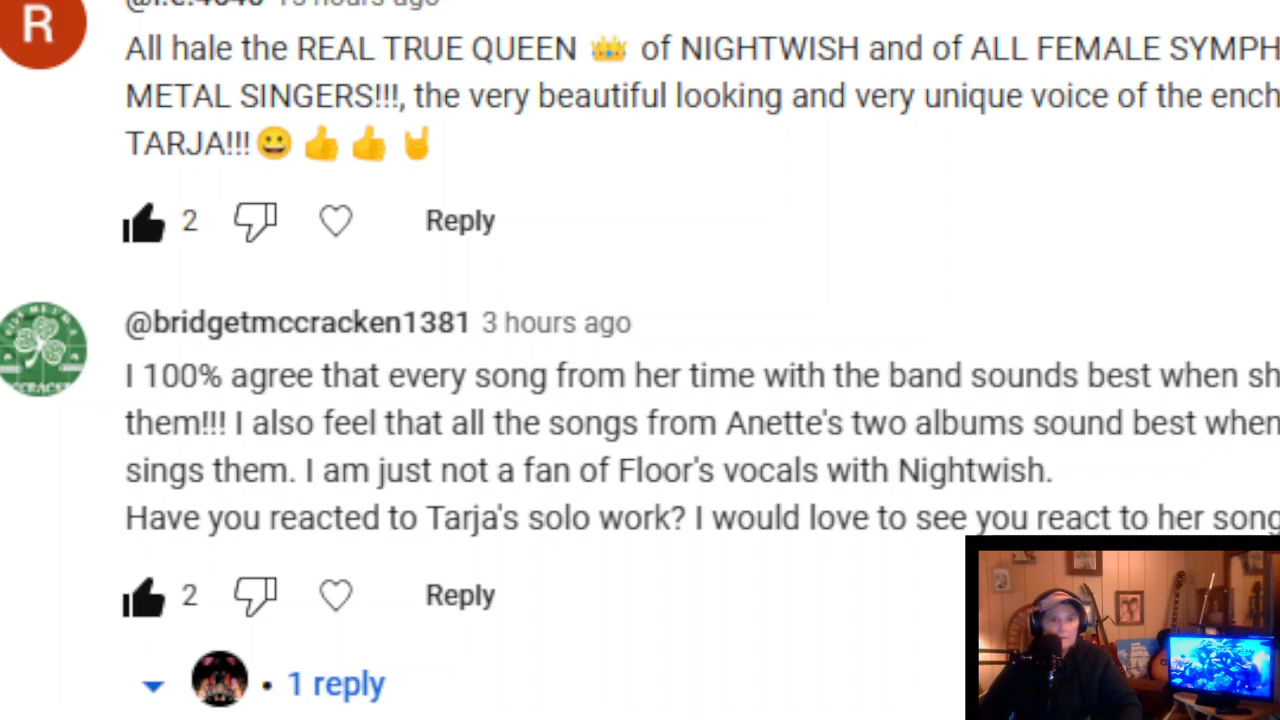 R
All hale the REAL TRUE QUEEN 👑 of NIGHTWISH and of ALL FEMALE SYMPH
METAL SINGERS!!!, the very beautiful looking and very unique voice of the ench
TARJA!!!😀👍👍🤘
2 Reply
@bridgetmccracken1381 3 hours ago
I 100% agree that every song from her time with the band sounds best when sh
them!!! I also feel that all the songs from Anette's two albums sound best when
sings them. I am just not a fan of Floor's vocals with Nightwish.
Have you reacted to Tarja's solo work? I would love to see you react to her song
2 Reply
• 1 reply